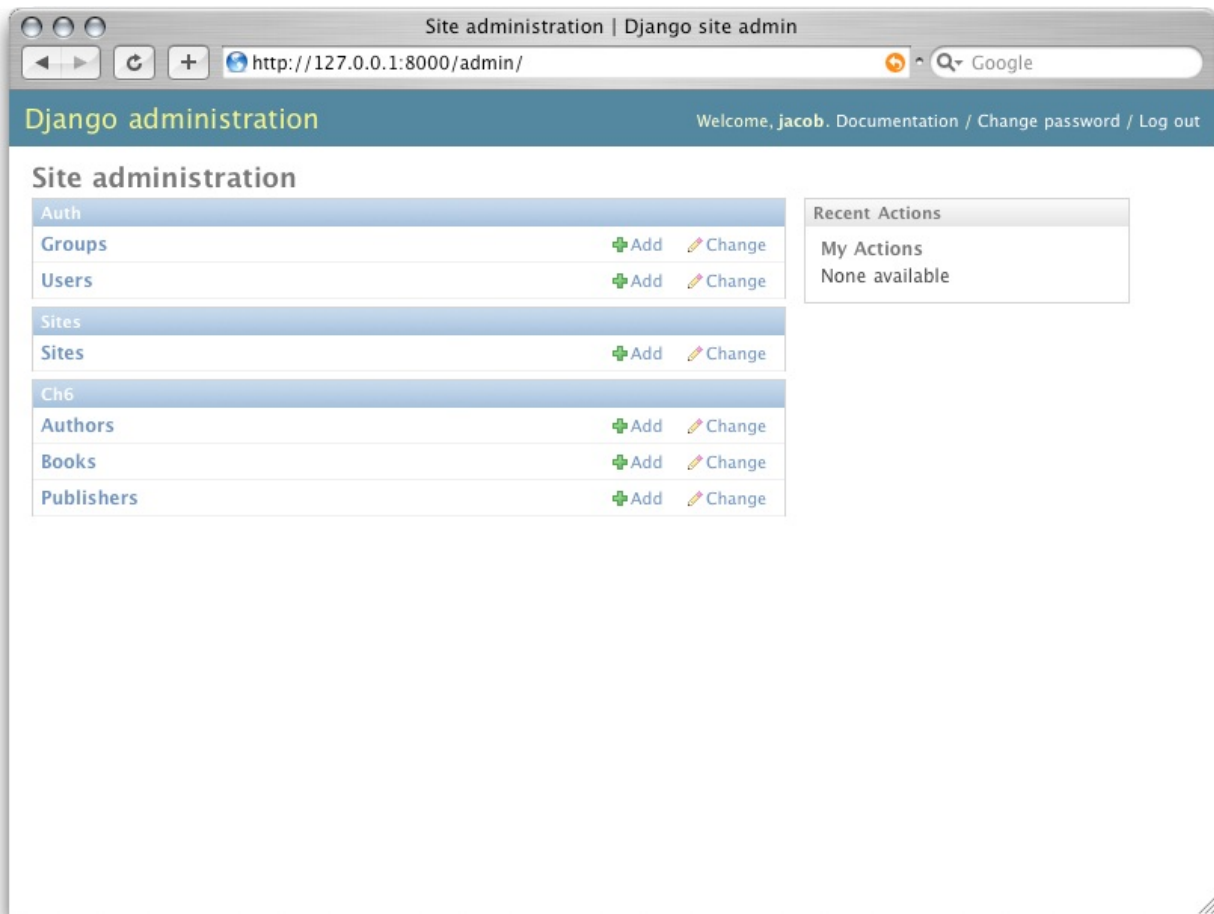 Site administration | Django site admin
http://127.0.0.1:8000/admin/
Google
Django administration
Welcome, jacob. Documentation / Change password / Log out
Site administration
Auth
Groups Add Change
Users Add Change
Sites
Sites Add Change
Ch6
Authors Add Change
Books Add Change
Publishers Add Change
Recent Actions
My Actions
None available